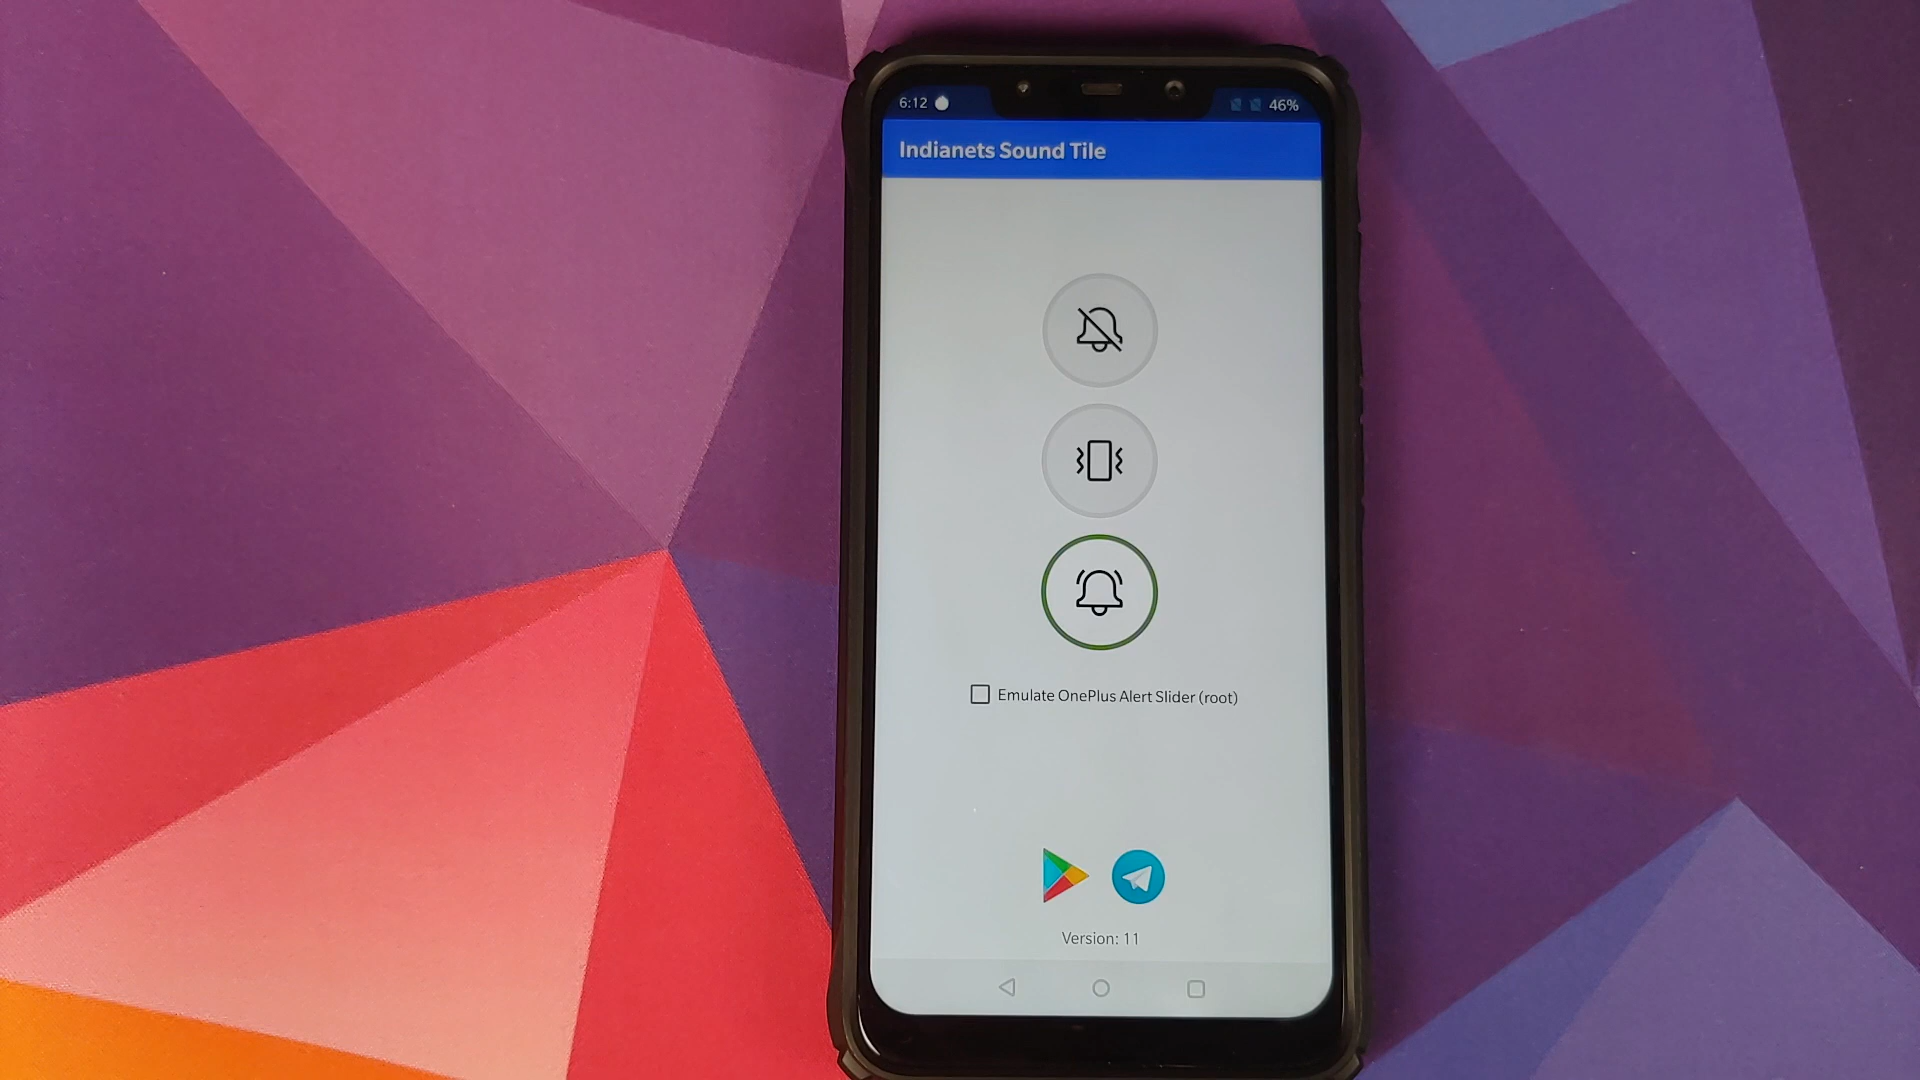 6:12
46%
Indianets Sound Tile
Emulate OnePlus Alert Slider (root)
Version: 11